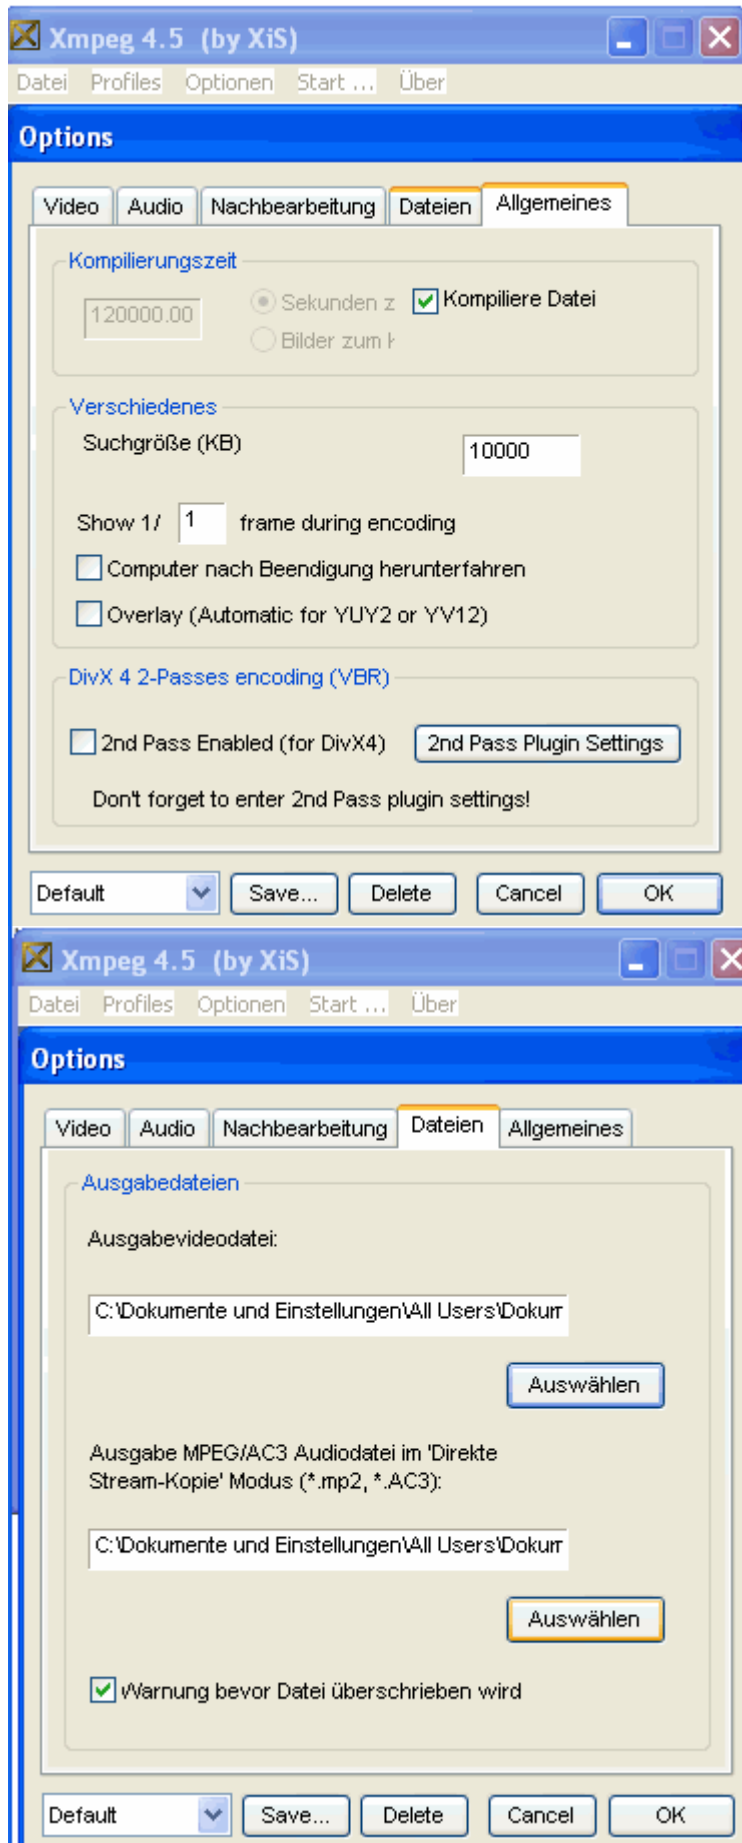 Xmpeg 4.5 (by XiS)
Datei Profiles Optionen Start ... Über
Options
Video Audio Nachbearbeitung Dateien Allgemeines
Kompilierungszeit
120000.00 Sekunden z Kompiliere Datei
Bilder zum
Verschiedenes
Suchgröße (KB) 10000
Show 1/ 1 frame during encoding
Computer nach Beendigung herunterfahren
Overlay (Automatic for YUY2 or YV12)
DivX 4 2-Passes encoding (VBR)
2nd Pass Enabled (for DivX4) 2nd Pass Plugin Settings
Don't forget to enter 2nd Pass plugin settings!
Default Save... Delete Cancel OK
Xmpeg 4.5 (by XiS)
Datei Profiles Optionen Start ... Über
Options
Video Audio Nachbearbeitung Dateien Allgemeines
Ausgabedateien
Ausgabevideodatei:
C:\Dokumente und Einstellungen\All Users\Dokum
Auswählen
Ausgabe MPEG/AC3 Audiodatei im 'Direkte
Stream-Kopie' Modus (*.mp2, *.AC3):
C:\Dokumente und Einstellungen\All Users\Dokum
Auswählen
Warnung bevor Datei überschrieben wird
Default Save... Delete Cancel OK